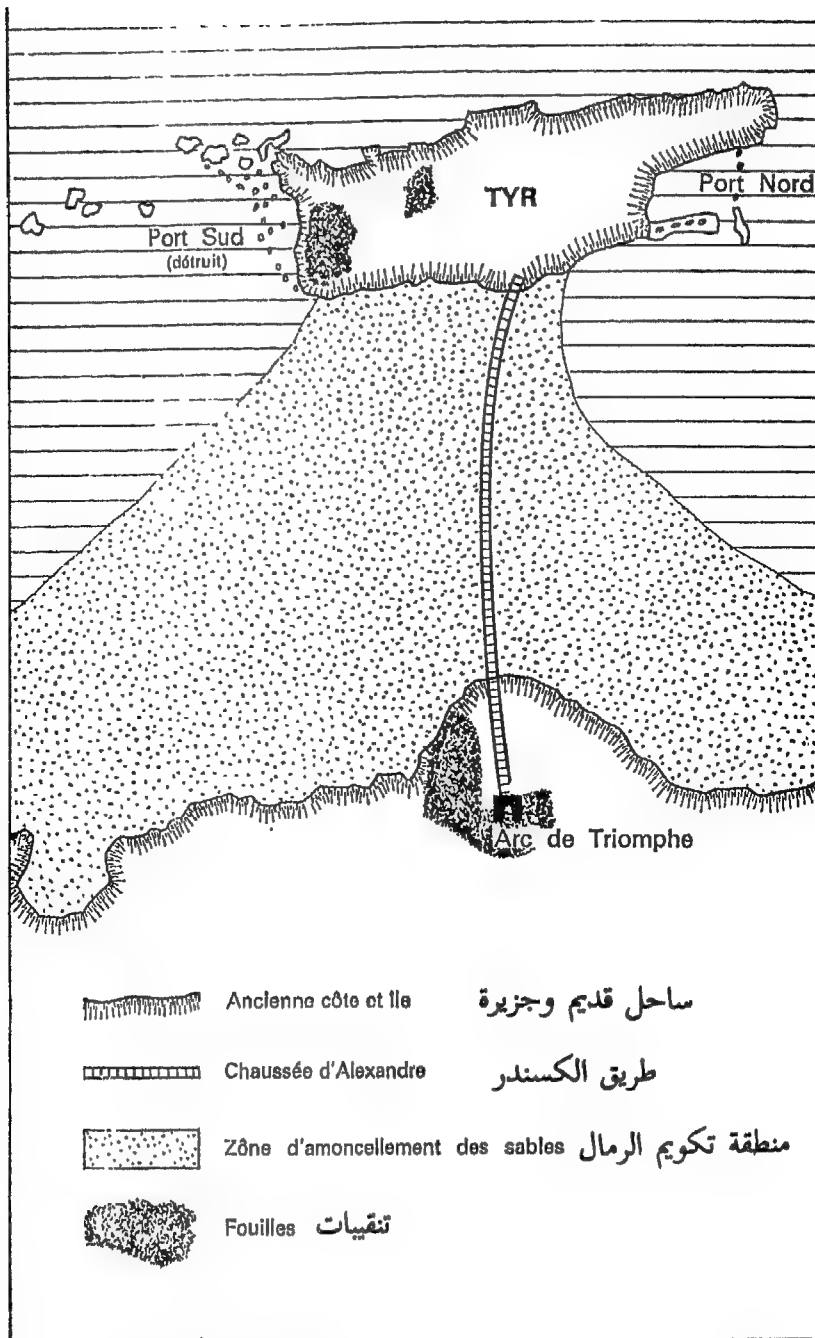 TYR
Port Nord
Port Sud
(détruit)
Arc de Triomphe
Ancienne côte et île ساحل قديم وجزيرة
Chaussée d'Alexandre طريق الكسندر
Zône d'amoncellement des sables منطقة تكويم الرمال
Fouilles تنقيبات